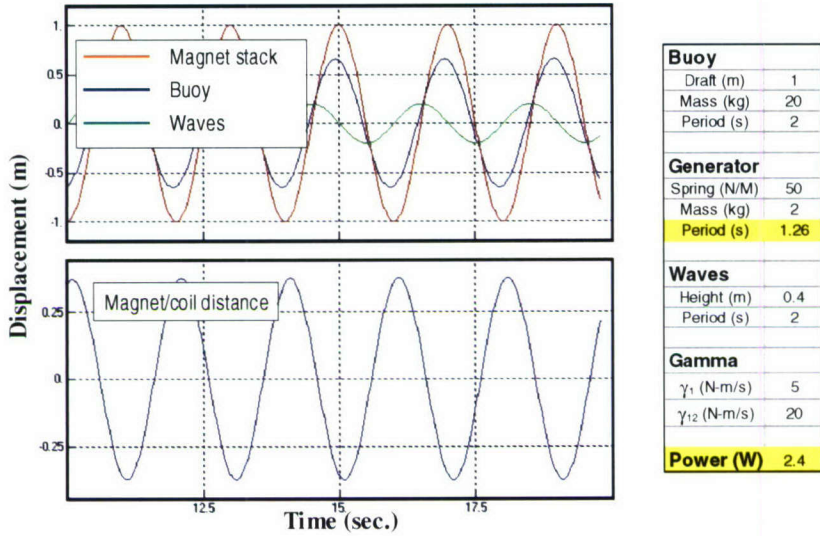 1.
0.5
0.
-0.5
-1.
Magnet stack
Buoy
Waves
Displacement (m)
0.25
0.
-0.25
Magnet/coil distance
12.5
15.
17.5
Time (sec.)
Buoy
Draft (m) 1
Mass (kg) 20
Period (s) 2
Generator
Spring (N/M) 50
Mass (kg) 2
Period (s) 1.26
Waves
Height (m) 0.4
Period (s) 2
Gamma
γ₁ (N-m/s) 5
γ₁₂ (N-m/s) 20
Power (W) 2.4